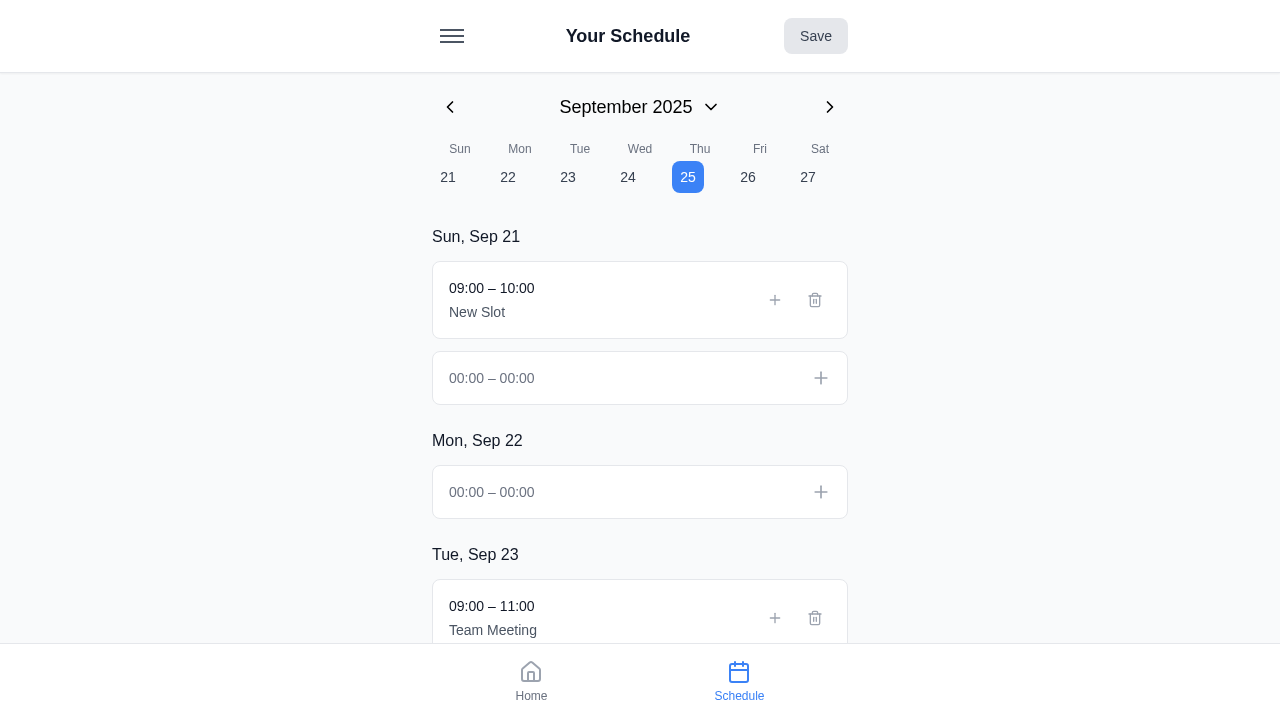 Your Schedule
Save
September 2025
Sun Mon Tue Wed Thu Fri Sat
21 22 23 24 25 26 27
Sun, Sep 21
09:00 – 10:00
New Slot
00:00 – 00:00
Mon, Sep 22
00:00 – 00:00
Tue, Sep 23
09:00 – 11:00
Team Meeting
Home
Schedule